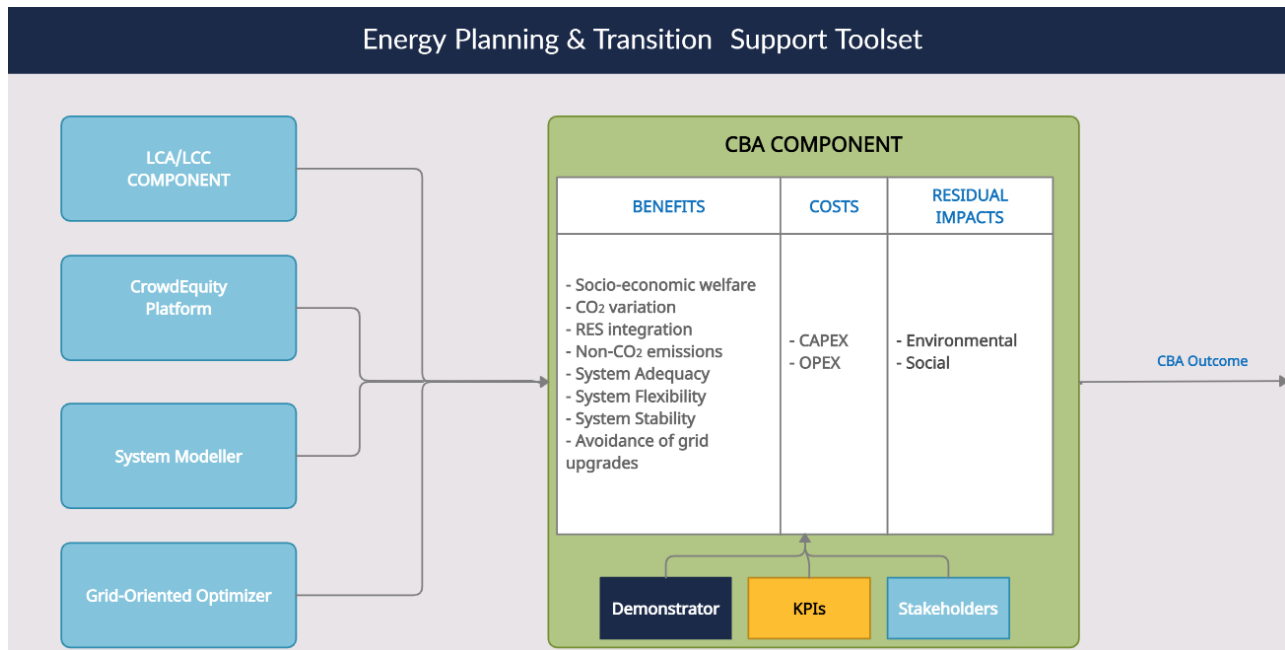 Energy Planning & Transition Support Toolset
LCA/LCC
COMPONENT
CrowdEquity
Platform
System Modeller
Grid-Oriented Optimizer
CBA COMPONENT
BENEFITS
COSTS
RESIDUAL
IMPACTS
- Socio-economic welfare
- CO₂ variation
- RES integration
- Non-CO₂ emissions
- System Adequacy
- System Flexibility
- System Stability
- Avoidance of grid
upgrades
- CAPEX
- OPEX
- Environmental
- Social
Demonstrator
KPIs
Stakeholders
CBA Outcome